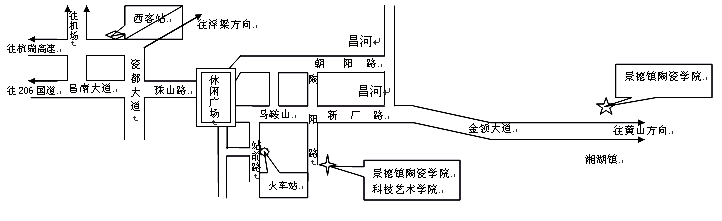 往机场
西客站
往浮梁方向
昌河
往杭瑞高速
瓷都大道
朝阳路
景德镇陶瓷学院
往206国道
昌南大道
珠山路
休闲广场
昌河
马鞍山
新厂路
陵阳路
金领大道
往黄山方向
湘湖镇
站前路
火车站
景德镇陶瓷学院
科技艺术学院